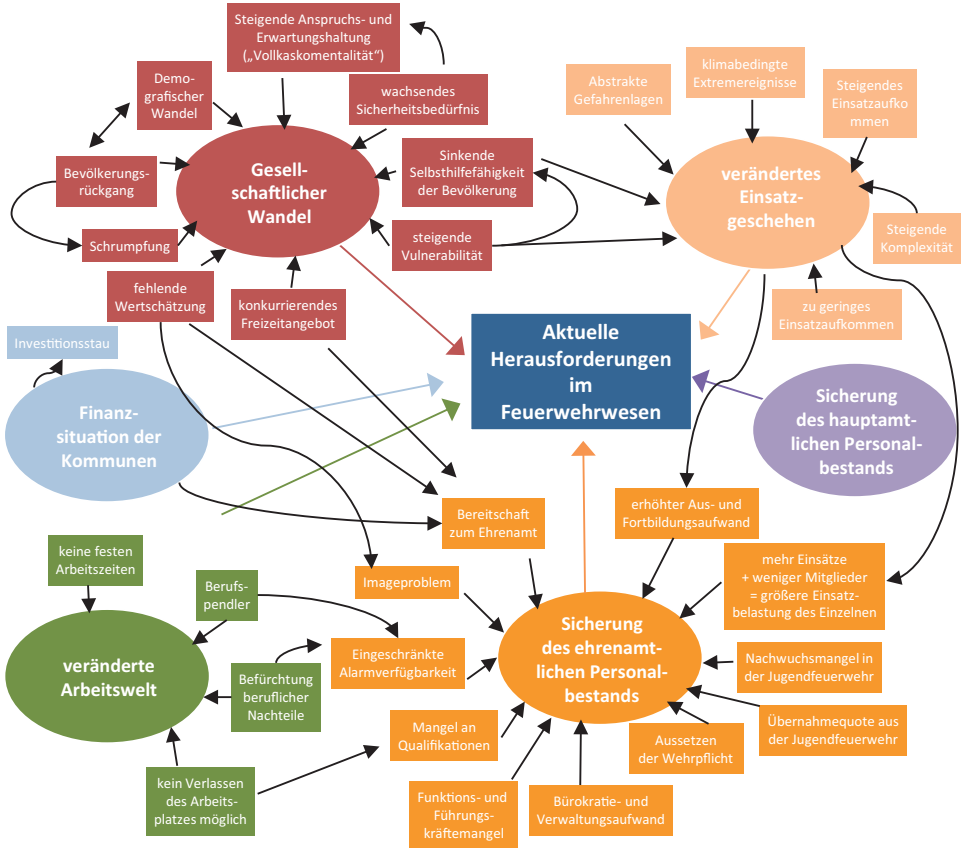 Steigende Anspruchs- und
Erwartungshaltung
(„Vollkaskomentalität“)
Demo-
grafischer
Wandel
wachsendes
Sicherheitsbedürfnis
Bevölkerungs-
rückgang
Gesell-
schaftlicher
Wandel
Sinkende
Selbsthilfefähigkeit
der Bevölkerung
Schrumpfung
steigende
Vulnerabilität
fehlende
Wertschätzung
konkurrierendes
Freizeitangebot
Abstrakte
Gefahrenlagen
klimabedingte
Extremereignisse
Steigendes
Einsatzaufko
mmen
verändertes
Einsatz-
geschehen
Steigende
Komplexität
zu geringes
Einsatzaufkommen
Investitionsstau
Finanz-
situation der
Kommunen
Aktuelle
Herausforderungen
im
Feuerwehrwesen
Sicherung
des hauptamt-
lichen Personal-
bestands
Bereitschaft
zum Ehrenamt
erhöhter Aus- und
Fortbildungsaufwand
keine festen
Arbeitszeiten
Berufs-
pendler
veränderte
Arbeitswelt
Befürchtung
beruflicher
Nachteile
kein Verlassen
des Arbeits-
platzes möglich
Imageproblem
Eingeschränkte
Alarmverfügbarkeit
Mangel an
Qualifikationen
Sicherung
des ehrenamt-
lichen Personal-
bestands
mehr Einsätze
+ weniger Mitglieder
= größere Einsatz-
belastung des Einzelnen
Nachwuchsmangel in
der Jugendfeuerwehr
Übernahmequote aus
der Jugendfeuerwehr
Aussetzen
der Wehrpflicht
Funktions- und
Führungs-
kräftemangel
Bürokratie- und
Verwaltungsaufwand